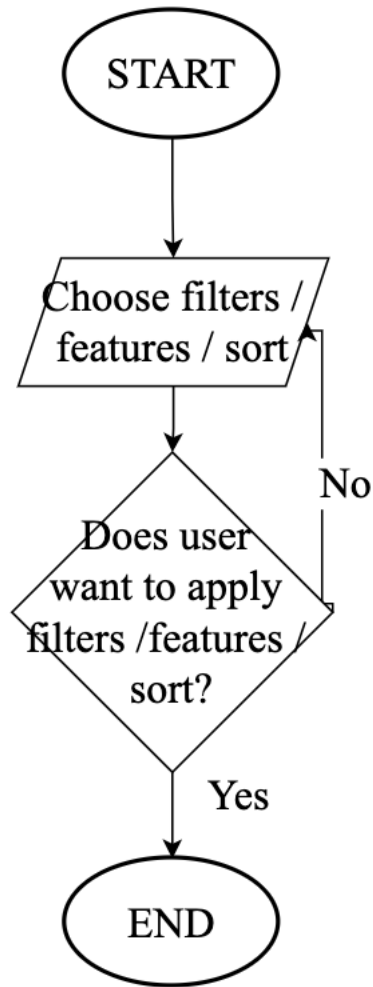 START
Choose filters /
features / sort
No
Does user
want to apply
filters /features /
sort?
Yes
END